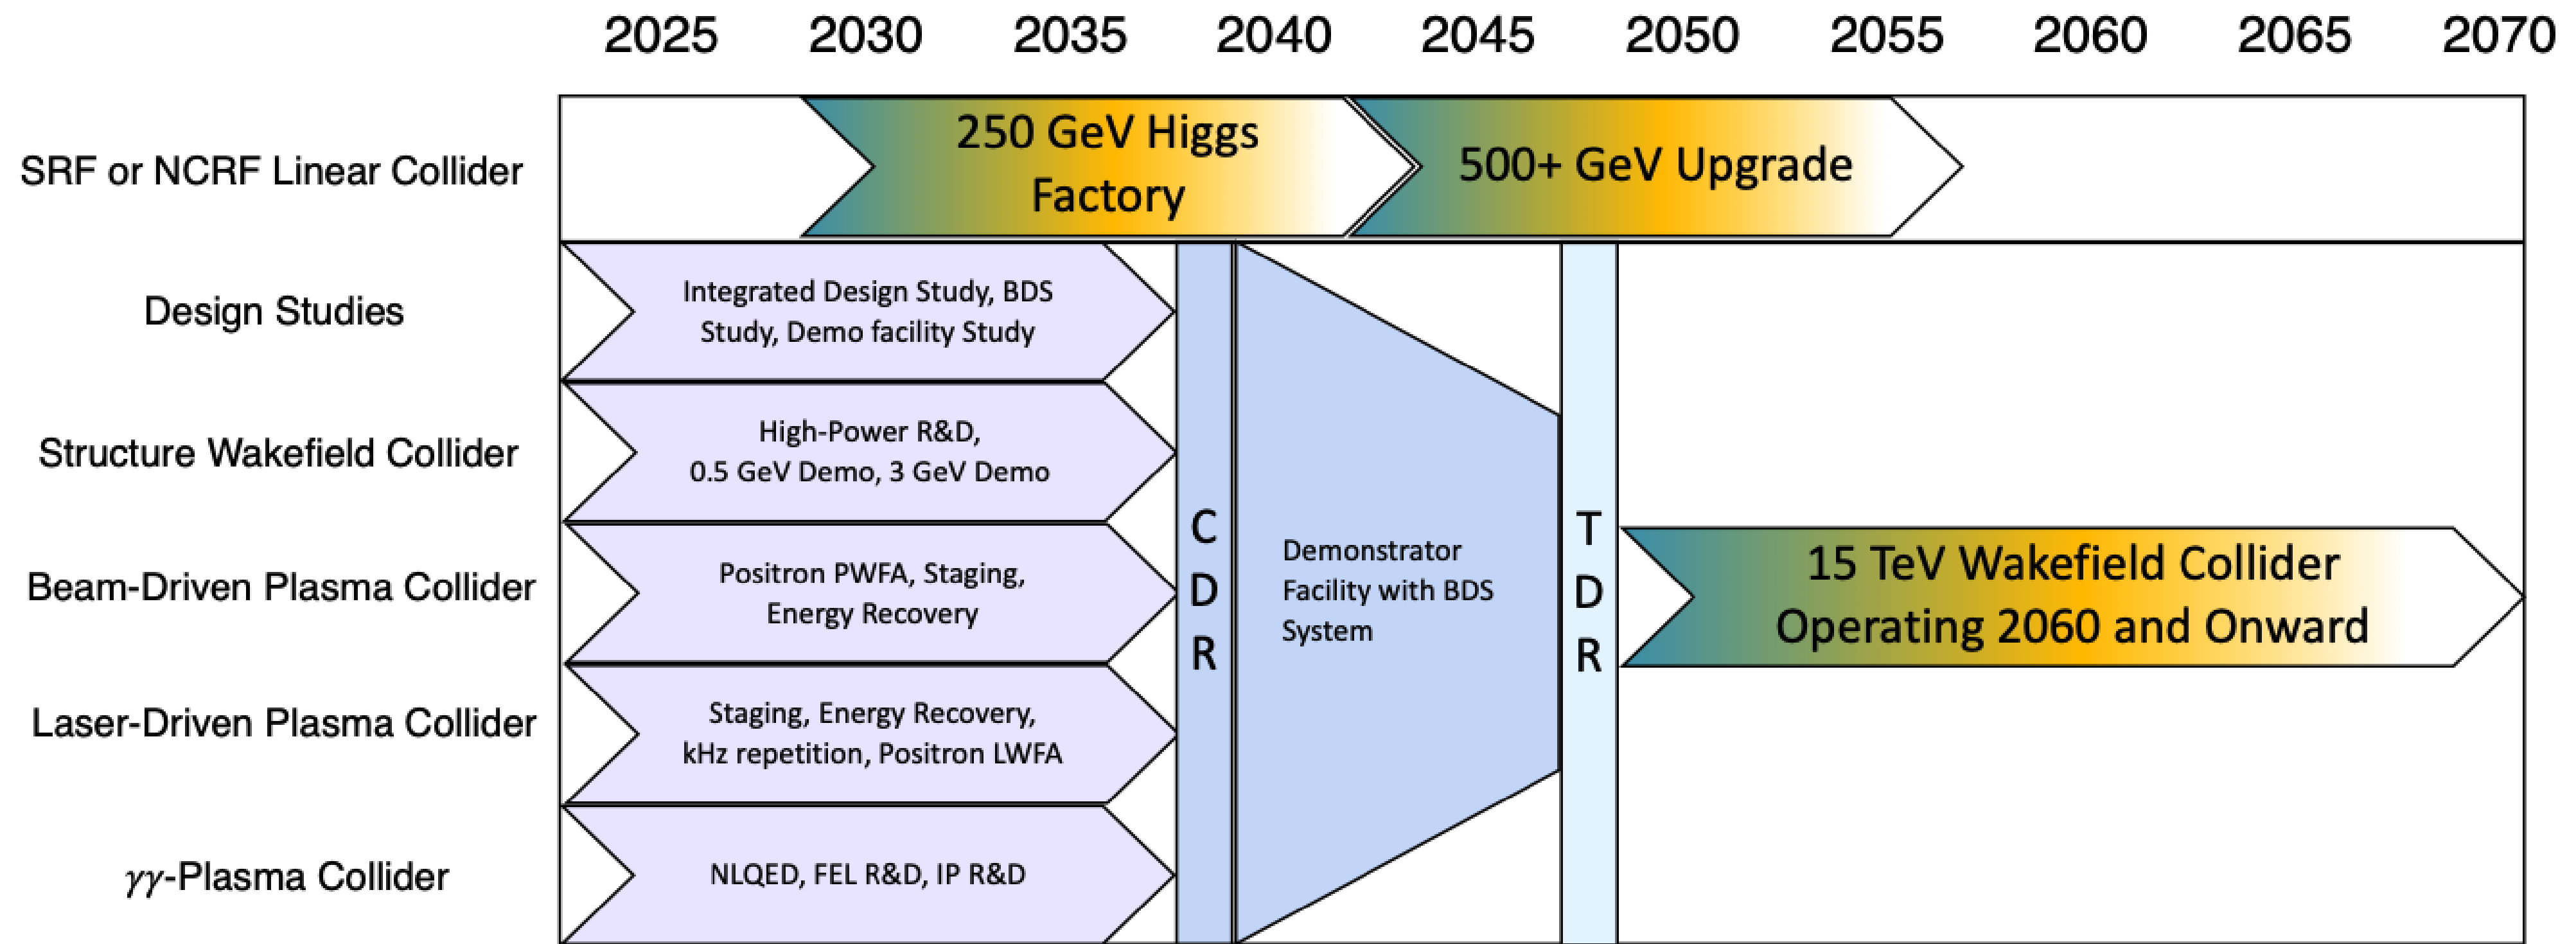 2025 2030 2035 2040 2045 2050 2055 2060 2065 2070
SRF or NCRF Linear Collider
250 GeV Higgs
Factory
500+ GeV Upgrade
Design Studies
Integrated Design Study, BDS
Study, Demo facility Study
Structure Wakefield Collider
High-Power R&D,
0.5 GeV Demo, 3 GeV Demo
Beam-Driven Plasma Collider
Positron PWFA, Staging,
Energy Recovery
Laser-Driven Plasma Collider
Staging, Energy Recovery,
kHz repetition, Positron LWFA
γγ-Plasma Collider
NLQED, FEL R&D, IP R&D
C
D
R
Demonstrator
Facility with BDS
System
T
D
R
15 TeV Wakefield Collider
Operating 2060 and Onward